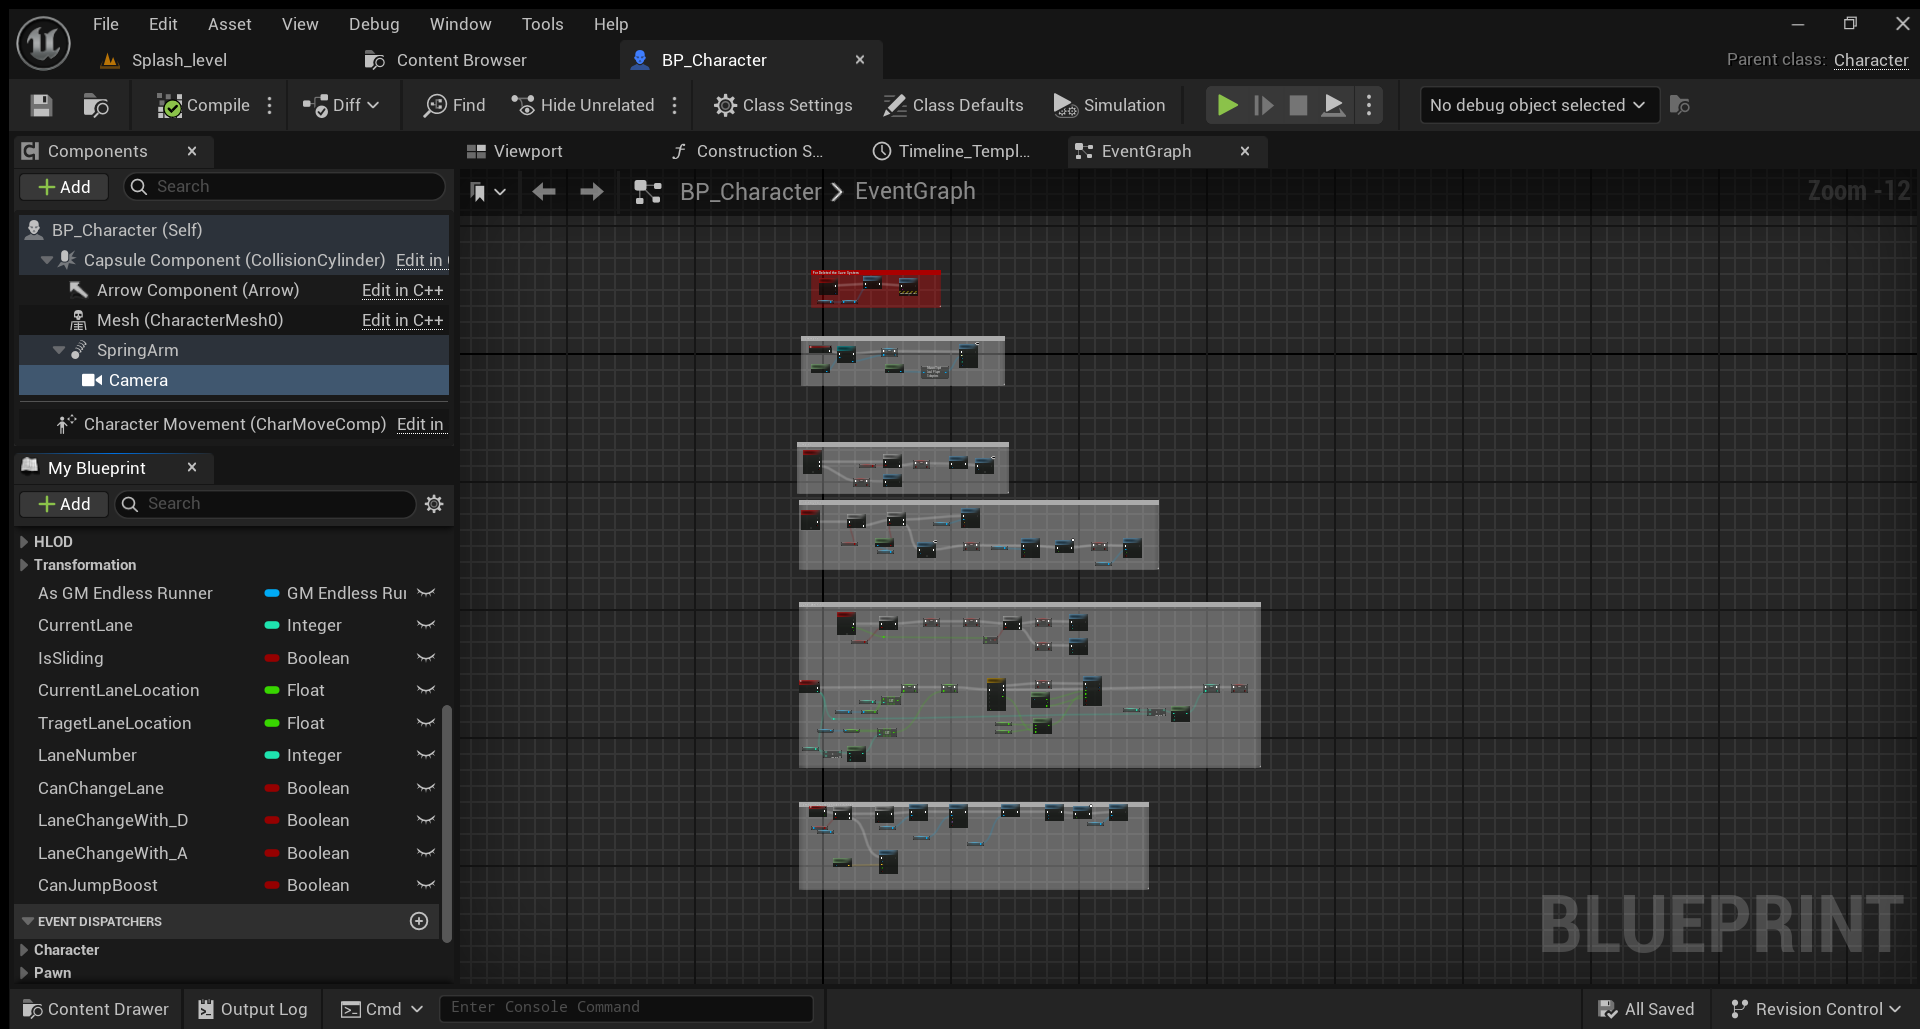 File Edit Asset View Debug Window Tools Help
Splash_level Content Browser BP_Character
Parent class: Character
Compile Diff Find Hide Unrelated Class Settings Class Defaults Simulation
No debug object selected
Components
Add Search
BP_Character (Self)
Capsule Component (CollisionCylinder) Edit in
Arrow Component (Arrow) Edit in C++
Mesh (CharacterMesh0) Edit in C++
SpringArm
Camera
Character Movement (CharMoveComp) Edit in
My Blueprint
Add Search
HLOD
Transformation
As GM Endless Runner GM Endless Ru
CurrentLane Integer
IsSliding Boolean
CurrentLaneLocation Float
TragetLaneLocation Float
LaneNumber Integer
CanChangeLane Boolean
LaneChangeWith_D Boolean
LaneChangeWith_A Boolean
CanJumpBoost Boolean
EVENT DISPATCHERS
Character
Pawn
Viewport Construction S... Timeline_Templ... EventGraph
BP_Character > EventGraph
Zoom -12
BLUEPRINT
Content Drawer Output Log Cmd Enter Console Command
All Saved Revision Control